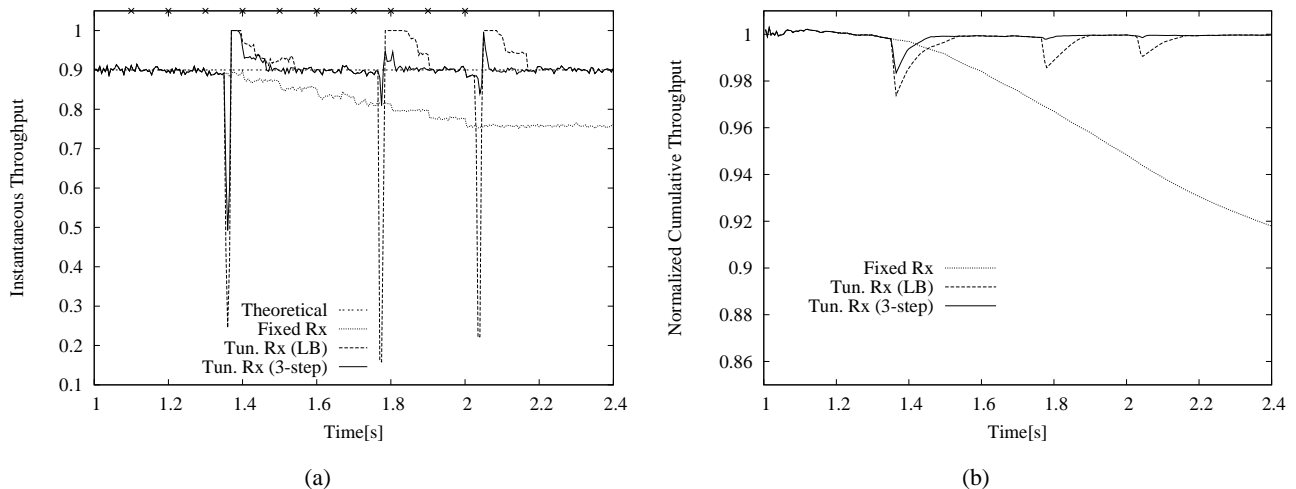 Instantaneous Throughput
1
0.9
0.8
0.7
0.6
0.5
0.4
0.3
0.2
0.1
1 1.2 1.4 1.6 1.8 2 2.2 2.4
Time[s]
Theoretical
Fixed Rx
Tun. Rx (LB)
Tun. Rx (3-step)
(a)
Normalized Cumulative Throughput
1
0.98
0.96
0.94
0.92
0.9
0.88
0.86
1 1.2 1.4 1.6 1.8 2 2.2 2.4
Time[s]
Fixed Rx
Tun. Rx (LB)
Tun. Rx (3-step)
(b)